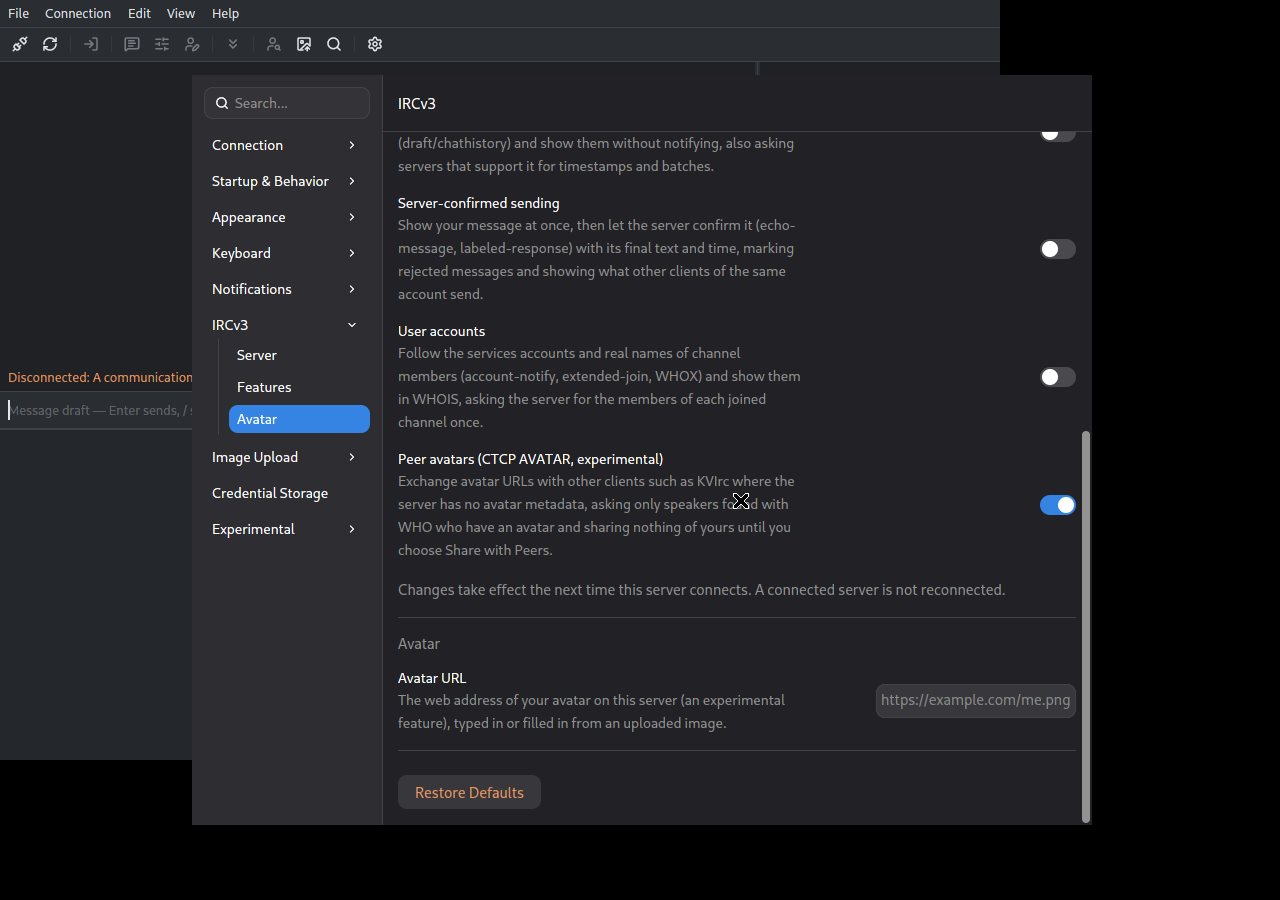 File Connection Edit View Help
Search...
IRCv3
Connection
Startup & Behavior
Appearance
Keyboard
Notifications
IRCv3
Server
Features
Avatar
Image Upload
Credential Storage
Experimental
Disconnected: A communication
Message draft — Enter sends, / s
(draft/chathistory) and show them without notifying, also asking
servers that support it for timestamps and batches.
Server-confirmed sending
Show your message at once, then let the server confirm it (echo-
message, labeled-response) with its final text and time, marking
rejected messages and showing what other clients of the same
account send.
User accounts
Follow the services accounts and real names of channel
members (account-notify, extended-join, WHOX) and show them
in WHOIS, asking the server for the members of each joined
channel once.
Peer avatars (CTCP AVATAR, experimental)
Exchange avatar URLs with other clients such as KVIrc where the
server has no avatar metadata, asking only speakers found with
WHO who have an avatar and sharing nothing of yours until you
choose Share with Peers.
Changes take effect the next time this server connects. A connected server is not reconnected.
Avatar
Avatar URL
The web address of your avatar on this server (an experimental
feature), typed in or filled in from an uploaded image.
https://example.com/me.png
Restore Defaults